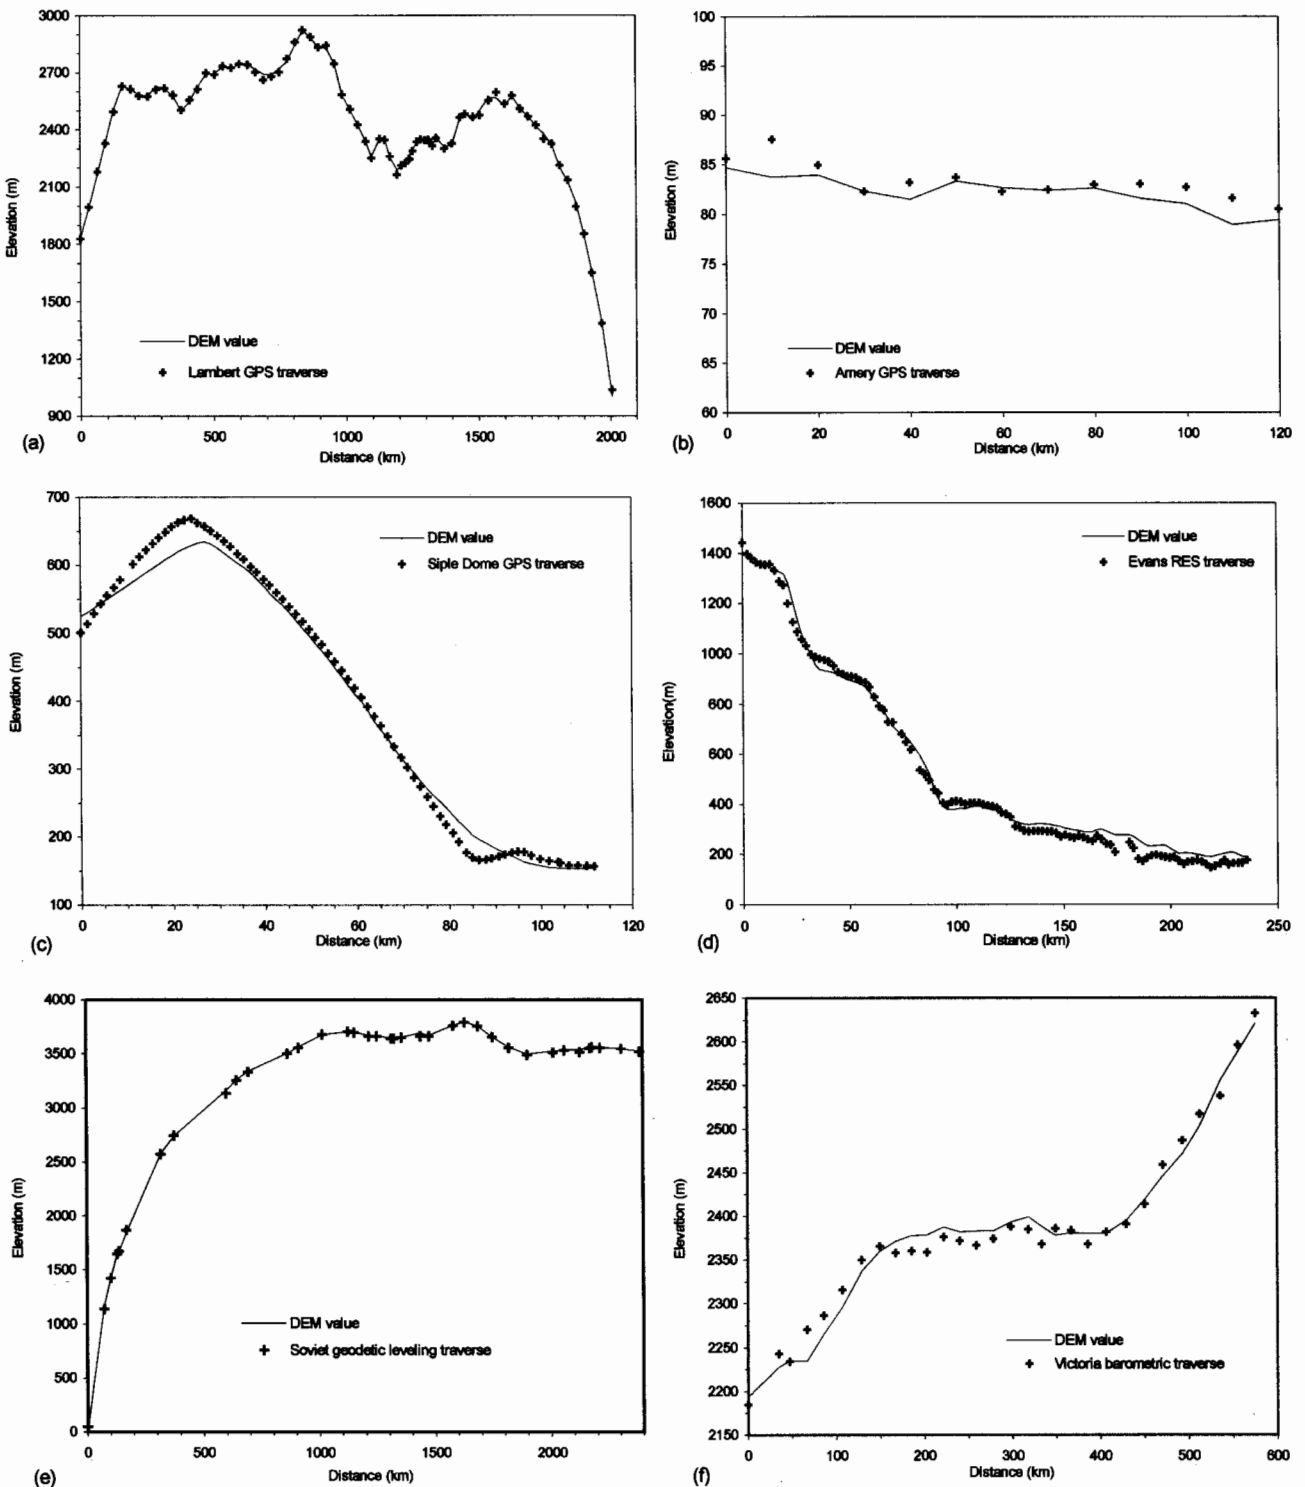 3000
2700
2400
2100
1800
1500
1200
900
Elevation (m)
DEM value
Lambert GPS traverse
0 500 1000 1500 2000
Distance (km)
(a)
100
95
90
85
80
75
70
65
60
Elevation (m)
DEM value
Amery GPS traverse
0 20 40 60 80 100 120
Distance (km)
(b)
700
600
500
400
300
200
100
Elevation (m)
DEM value
Siple Dome GPS traverse
0 20 40 60 80 100 120
Distance (km)
(c)
1600
1400
1200
1000
800
600
400
200
0
Elevation(m)
DEM value
Evans RES traverse
0 50 100 150 200 250
Distance (km)
(d)
4000
3500
3000
2500
2000
1500
1000
500
0
Elevation (m)
DEM value
Soviet geodetic leveling traverse
0 500 1000 1500 2000
Distance (km)
(e)
2650
2600
2550
2500
2450
2400
2350
2300
2250
2200
2150
Elevation (m)
DEM value
Victoria barometric traverse
0 100 200 300 400 500 600
Distance (km)
(f)